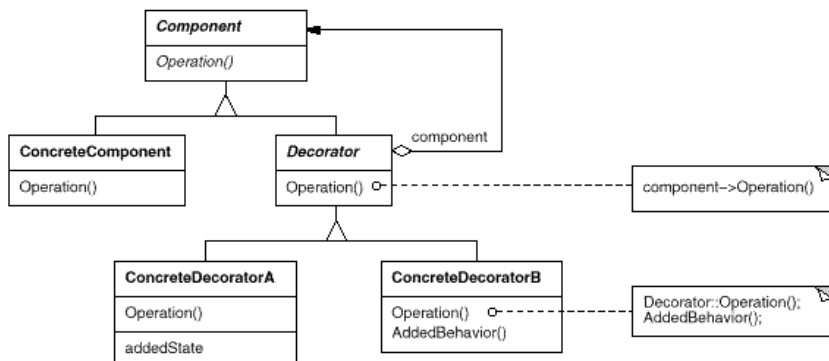 Component
Operation()
component
ConcreteComponent
Operation()
Decorator
Operation()
component->Operation()
ConcreteDecoratorA
Operation()
addedState
ConcreteDecoratorB
Operation()
AddedBehavior()
Decorator::Operation();
AddedBehavior();